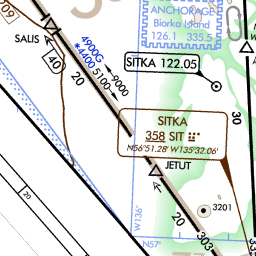 ANCHORAGE
Biorka Island
126.1 335.5
SALIS
4900G
*4400
5100-9000
40
20
SITKA 122.05
30
SITKA
358 SIT
N56°51.28' W135°32.06'
JETUT
W136°
20
3201
303
20
N57°